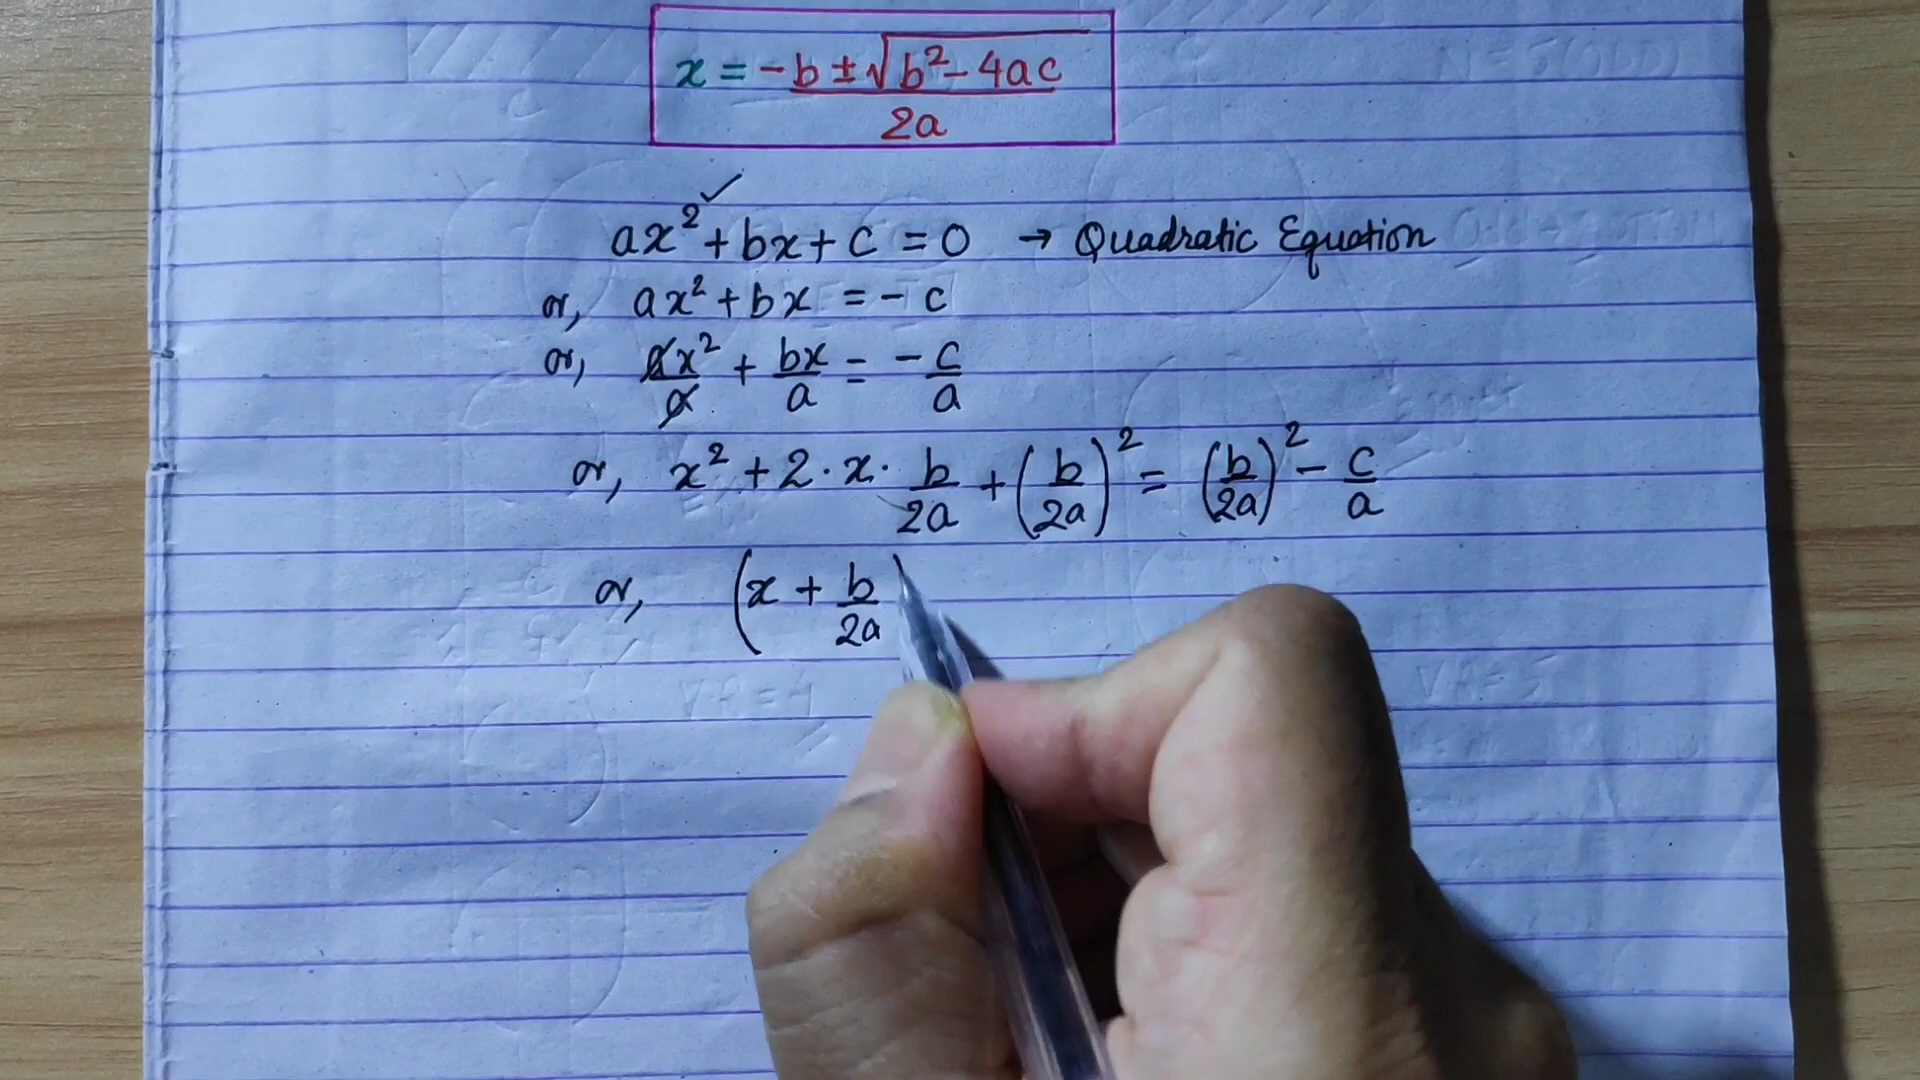 x = -b ± √(b² - 4ac) / 2a
ax² + bx + c = 0 → Quadratic Equation
or, ax² + bx = - c
or, ax²/a + bx/a = - c/a
or, x² + 2 · x · b/2a + (b/2a)² = (b/2a)² - c/a
or, (x + b/2a)